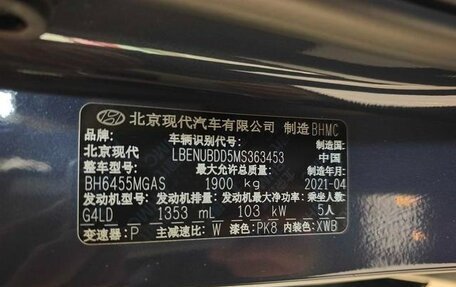 北京现代汽车有限公司 制造 BHMC
品牌: 车辆识别代号: 制造国:
北京现代 LBENUBDD5MS363453 中国
整车型号: 最大允许总质量: 制造年月:
BH6455MGAS 1900 kg 2021-04
发动机型号: 发动机排量: 发动机最大净功率: 乘坐人数
G4LD 1353 mL 103 kW 5人
变速器: P 主减速比: W 漆色: PK8 内装色: XWB